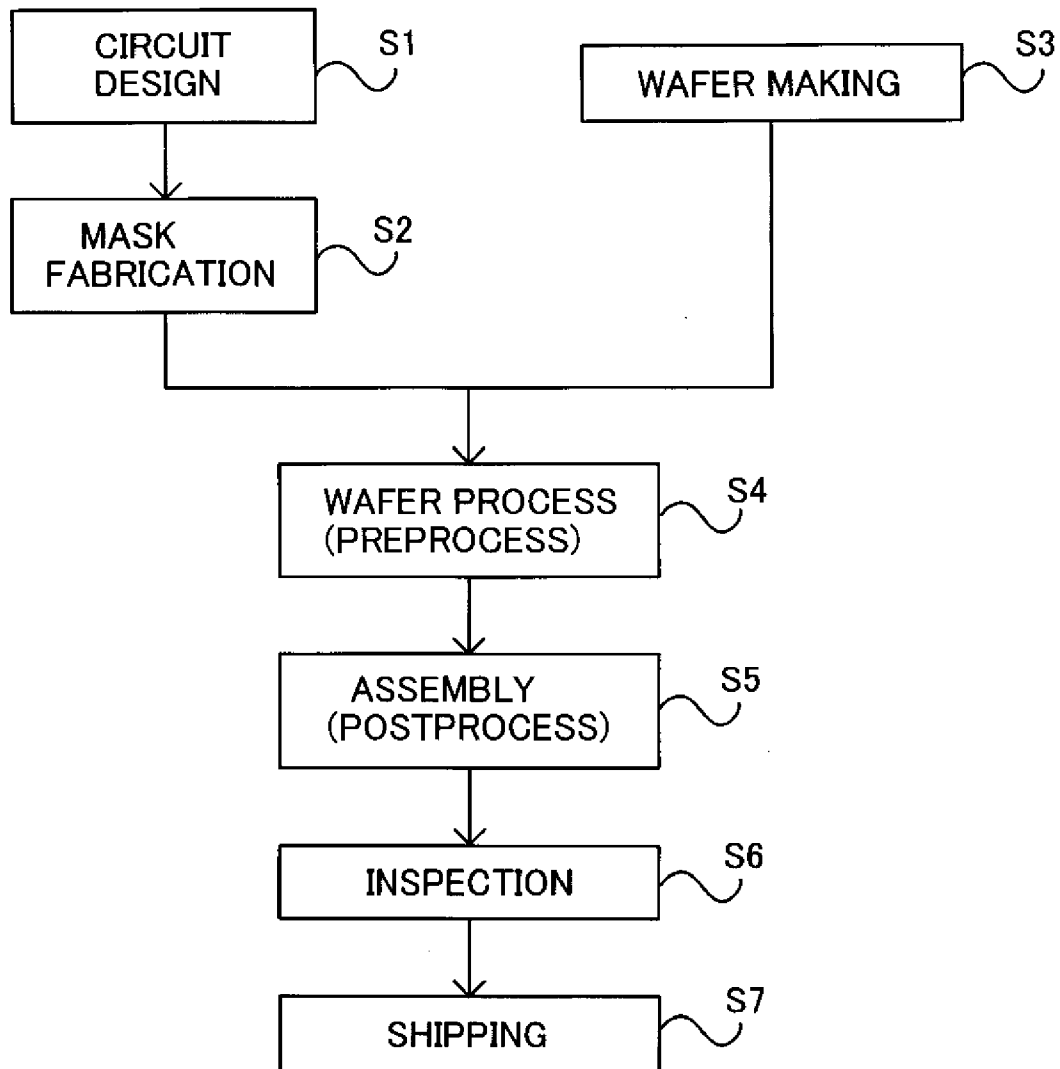 CIRCUIT
DESIGN
S1
WAFER MAKING
S3
MASK
FABRICATION
S2
WAFER PROCESS
(PREPROCESS)
S4
ASSEMBLY
(POSTPROCESS)
S5
INSPECTION
S6
SHIPPING
S7